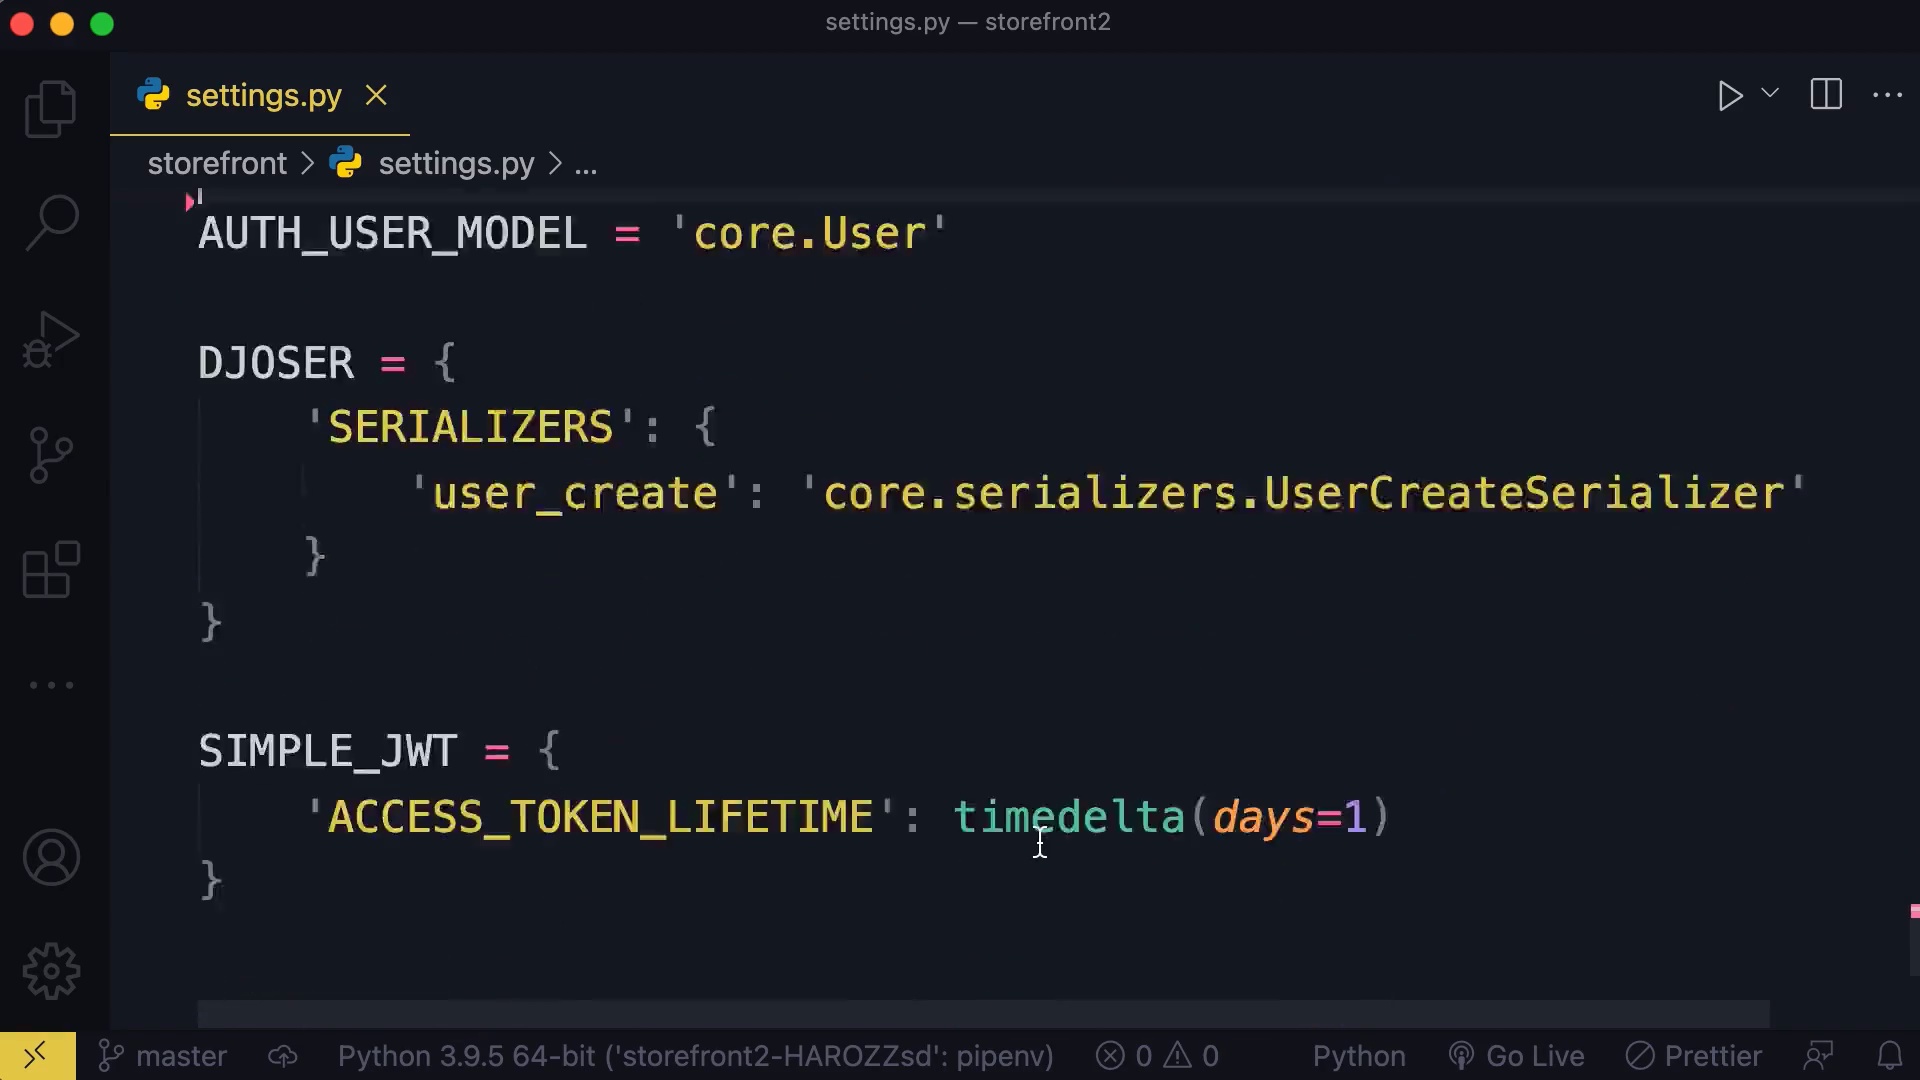 settings.py — storefront2
settings.py
storefront > settings.py > ...
AUTH_USER_MODEL = 'core.User'
DJOSER = {
'SERIALIZERS': {
'user_create': 'core.serializers.UserCreateSerializer'
}
}
SIMPLE_JWT = {
'ACCESS_TOKEN_LIFETIME': timedelta(days=1)
}
master Python 3.9.5 64-bit ('storefront2-HAROZZsd': pipenv) 0 0 Python Go Live Prettier